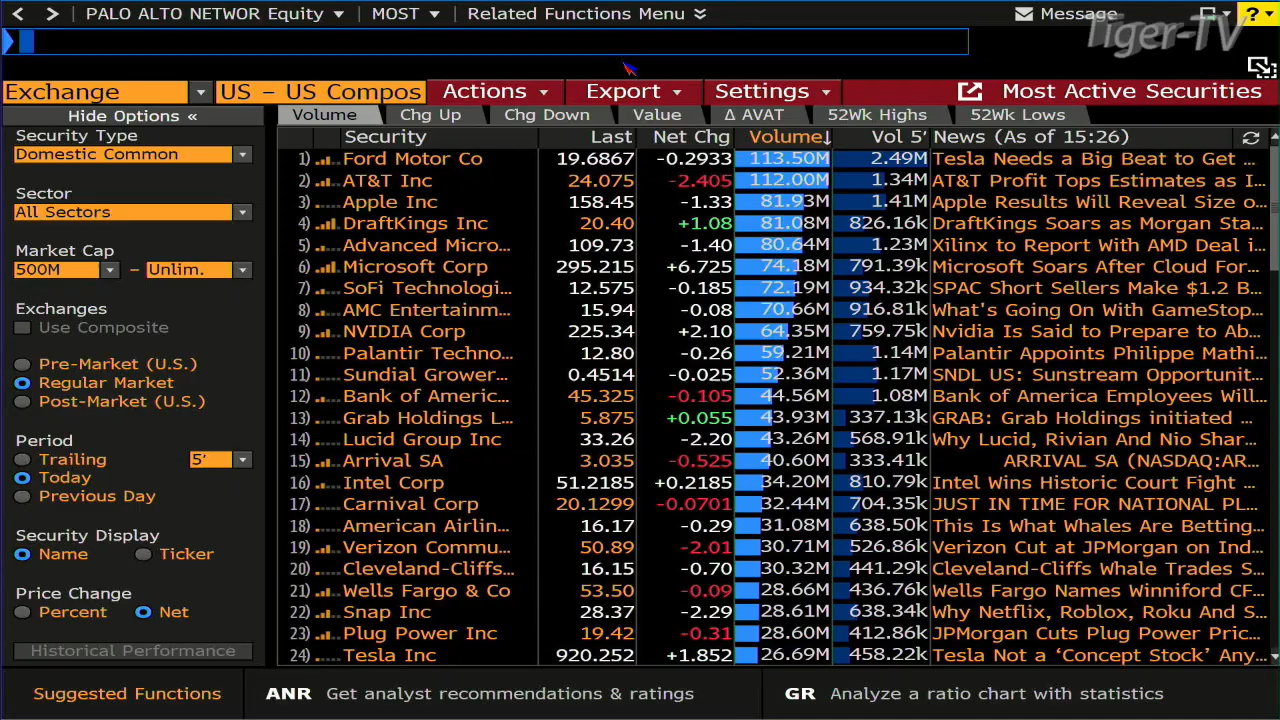 PALO ALTO NETWOR Equity MOST Related Functions Menu Message ?
Tiger-TV
Exchange US - US Compos Actions Export Settings Most Active Securities
Hide Options « Volume Chg Up Chg Down Value Δ AVAT 52Wk Highs 52Wk Lows
Security Type
Domestic Common
Sector
All Sectors
Market Cap
500M – Unlim.
Exchanges
Use Composite
Pre-Market (U.S.)
Regular Market
Post-Market (U.S.)
Period
Trailing 5'
Today
Previous Day
Security Display
Name Ticker
Price Change
Percent Net
Historical Performance
Security Last Net Chg Volume↓ Vol 5' News (As of 15:26)
1) Ford Motor Co 19.6867 -0.2933 113.50M 2.49M Tesla Needs a Big Beat to Get ...
2) AT&T Inc 24.075 -2.405 112.00M 1.34M AT&T Profit Tops Estimates as I...
3) Apple Inc 158.45 -1.33 81.93M 1.41M Apple Results Will Reveal Size o...
4) DraftKings Inc 20.40 +1.08 81.08M 826.16k DraftKings Soars as Morgan Sta...
5) Advanced Micro... 109.73 -1.40 80.64M 1.23M Xilinx to Report With AMD Deal i...
6) Microsoft Corp 295.215 +6.725 74.18M 791.39k Microsoft Soars After Cloud For...
7) SoFi Technologi... 12.575 -0.185 72.19M 934.32k SPAC Short Sellers Make $1.2 B...
8) AMC Entertainm... 15.94 -0.08 70.66M 916.81k What's Going On With GameStop...
9) NVIDIA Corp 225.34 +2.10 64.35M 759.75k Nvidia Is Said to Prepare to Ab...
10) Palantir Techno... 12.80 -0.26 59.21M 1.14M Palantir Appoints Philippe Mathi...
11) Sundial Grower... 0.4514 -0.025 52.36M 1.17M SNDL US: Sunstream Opportunit...
12) Bank of Americ... 45.325 -0.105 44.56M 1.08M Bank of America Employees Will...
13) Grab Holdings L... 5.875 +0.055 43.93M 337.13k GRAB: Grab Holdings initiated ...
14) Lucid Group Inc 33.26 -2.20 43.26M 568.91k Why Lucid, Rivian And Nio Shar...
15) Arrival SA 3.035 -0.525 40.60M 333.41k ARRIVAL SA (NASDAQ:AR...
16) Intel Corp 51.2185 +0.2185 34.20M 810.79k Intel Wins Historic Court Fight ...
17) Carnival Corp 20.1299 -0.0701 32.44M 704.35k JUST IN TIME FOR NATIONAL PL...
18) American Airlin... 16.17 -0.29 31.08M 638.50k This Is What Whales Are Betting...
19) Verizon Commu... 50.89 -2.01 30.71M 526.86k Verizon Cut at JPMorgan on Ind...
20) Cleveland-Cliffs... 16.15 -0.70 30.32M 441.29k Cleveland-Cliffs Whale Trades S...
21) Wells Fargo & Co 53.50 -0.09 28.66M 436.76k Wells Fargo Names Winniford CF...
22) Snap Inc 28.37 -2.29 28.61M 638.34k Why Netflix, Roblox, Roku And S...
23) Plug Power Inc 19.42 -0.31 28.60M 412.86k JPMorgan Cuts Plug Power Pric...
24) Tesla Inc 920.252 +1.852 26.69M 458.22k Tesla Not a ‘Concept Stock’ Any...
Suggested Functions ANR Get analyst recommendations & ratings GR Analyze a ratio chart with statistics